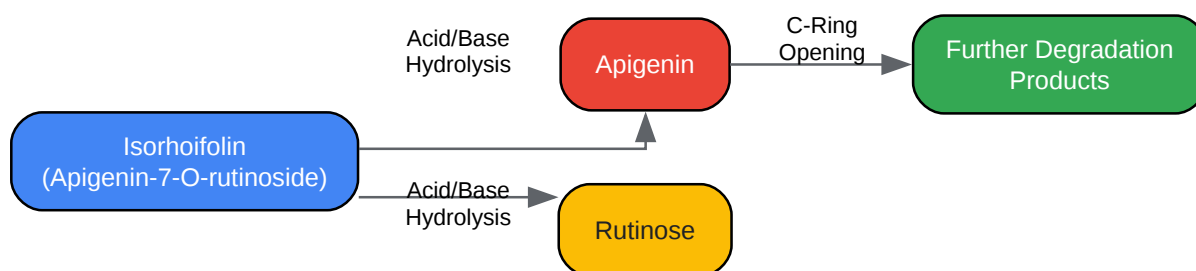 Acid/Base
Hydrolysis
Apigenin
C-Ring
Opening
Further Degradation
Products
Isorhoifolin
(Apigenin-7-O-rutinoside)
Acid/Base
Hydrolysis
Rutinose